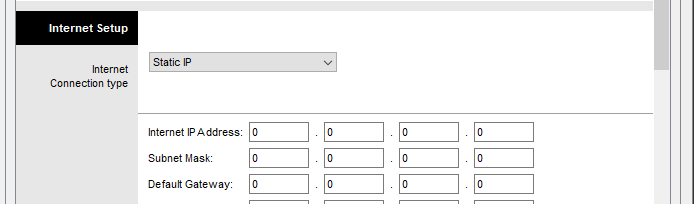 Internet Setup
Internet
Connection type
Static IP
Internet IP Address: 0 . 0 . 0 . 0
Subnet Mask: 0 . 0 . 0 . 0
Default Gateway: 0 . 0 . 0 . 0